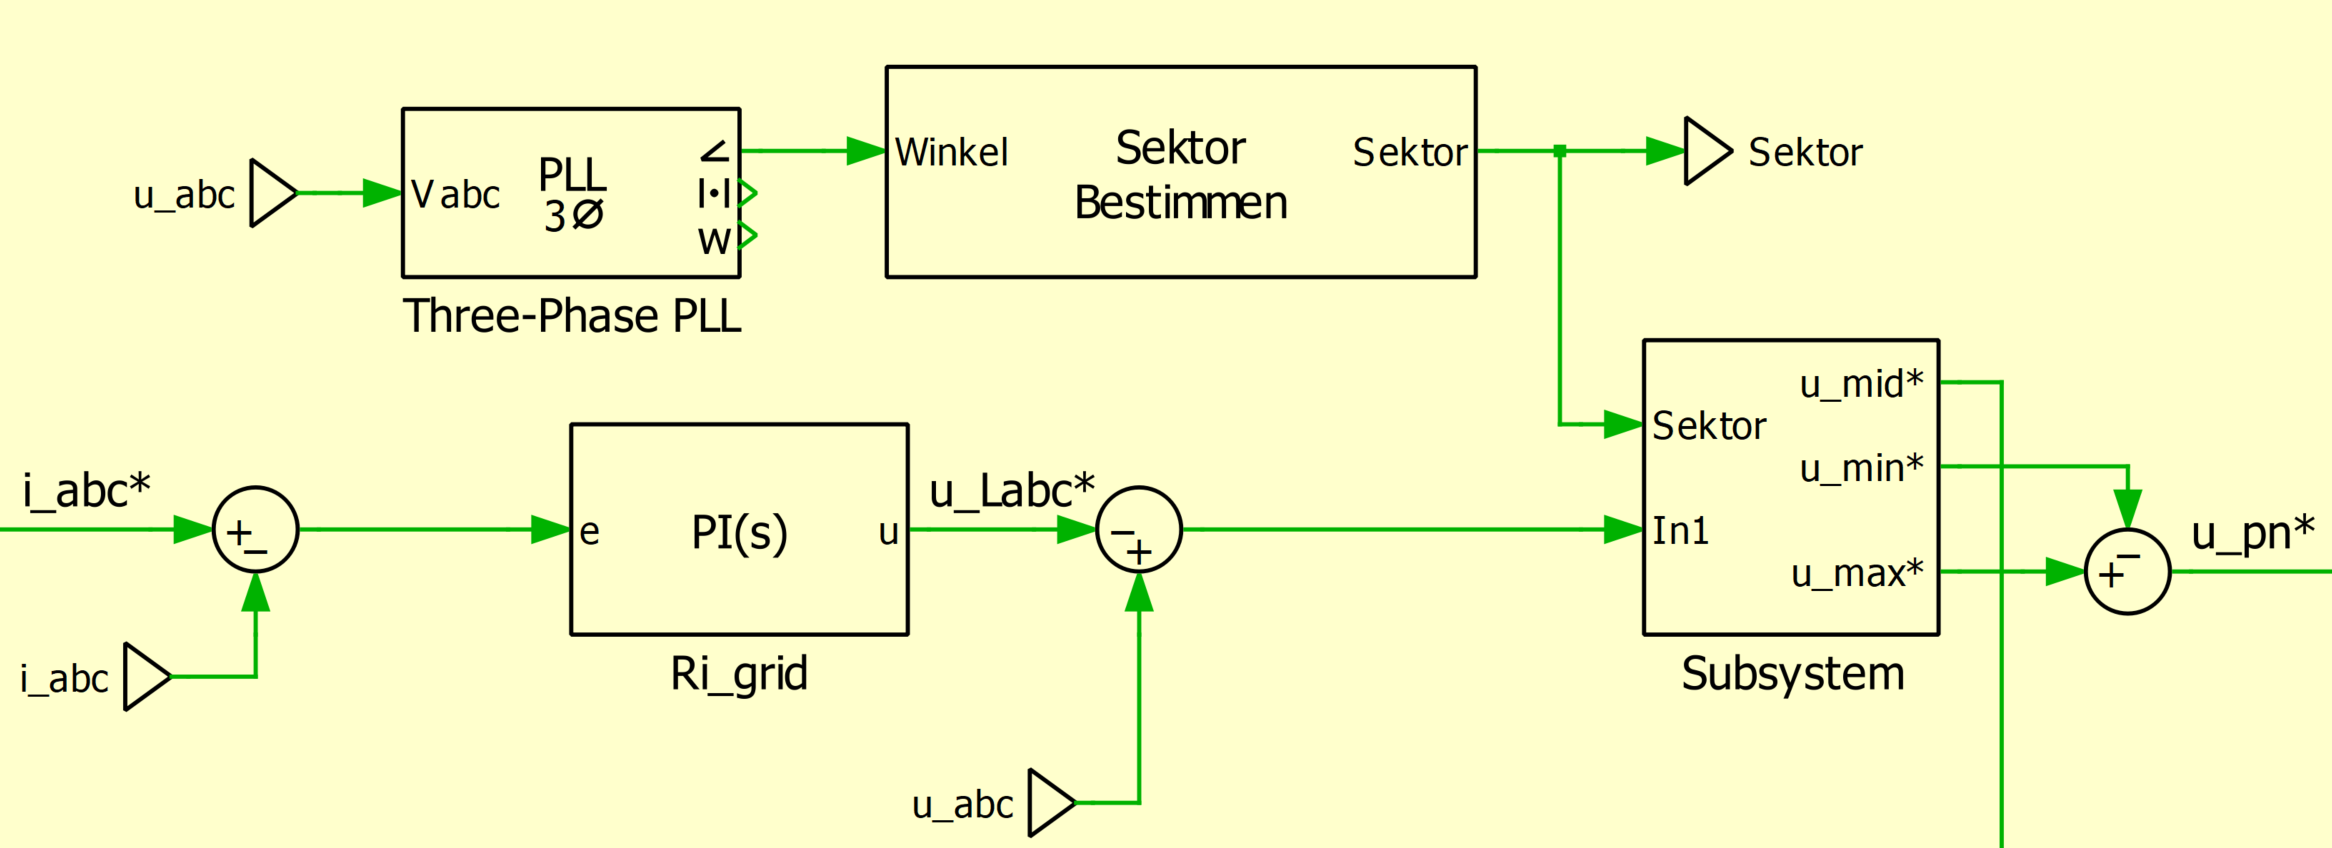 u_abc
V abc
PLL
3Ø
∠
|·|
w
Three-Phase PLL
Winkel
Sektor
Bestimmen
Sektor
Sektor
i_abc*
+
−
i_abc
e
PI(s)
u
Ri_grid
u_Labc*
−
+
u_abc
Sektor
In1
u_mid*
u_min*
u_max*
Subsystem
−
+
u_pn*